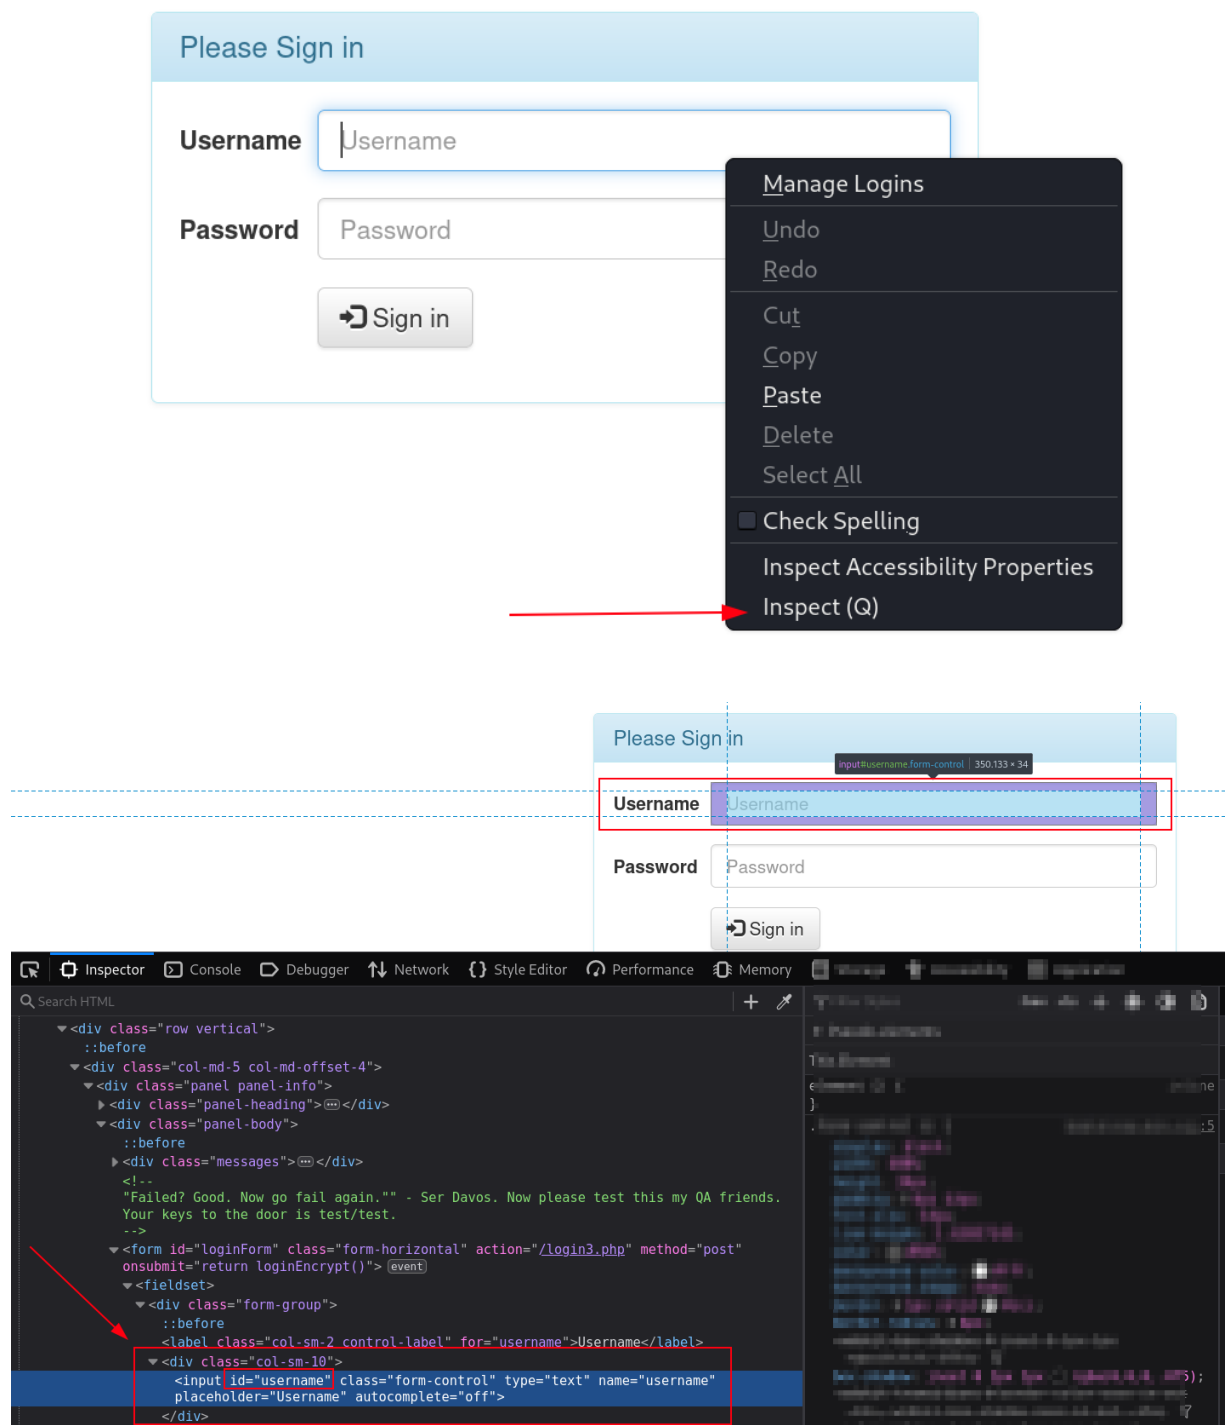 Please Sign in
Username
Username
Password
Password
Sign in
Manage Logins
Undo
Redo
Cut
Copy
Paste
Delete
Select All
Check Spelling
Inspect Accessibility Properties
Inspect (Q)
Please Sign in
input#username.form-control 350.133 × 34
Username
Username
Password
Password
Sign in
Inspector Console Debugger Network Style Editor Performance Memory
Search HTML
<div class="row vertical">
::before
<div class="col-md-5 col-md-offset-4">
<div class="panel panel-info">
<div class="panel-heading"></div>
<div class="panel-body">
::before
<div class="messages"></div>
<!--
"Failed? Good. Now go fail again."" - Ser Davos. Now please test this my QA friends.
Your keys to the door is test/test.
-->
<form id="loginForm" class="form-horizontal" action="/login3.php" method="post"
onsubmit="return loginEncrypt()"> event
<fieldset>
<div class="form-group">
::before
<label class="col-sm-2 control-label" for="username">Username</label>
<div class="col-sm-10">
<input id="username" class="form-control" type="text" name="username"
placeholder="Username" autocomplete="off">
</div>
}
:5